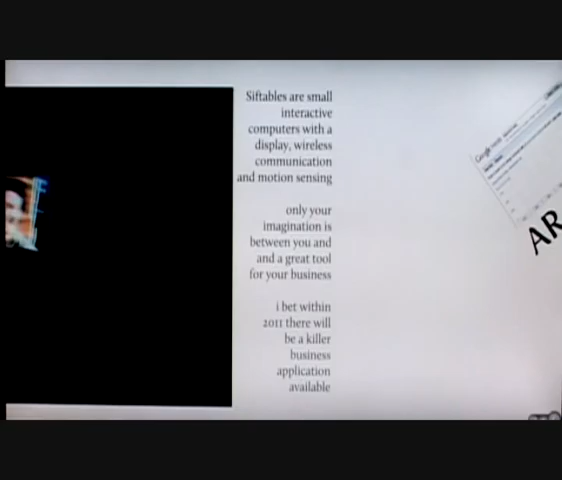 Siftables are small
interactive
computers with a
display, wireless
communication
and motion sensing
only your
imagination is
between you and
and a great tool
for your business
i bet within
2011 there will
be a killer
business
application
available
Google
AR